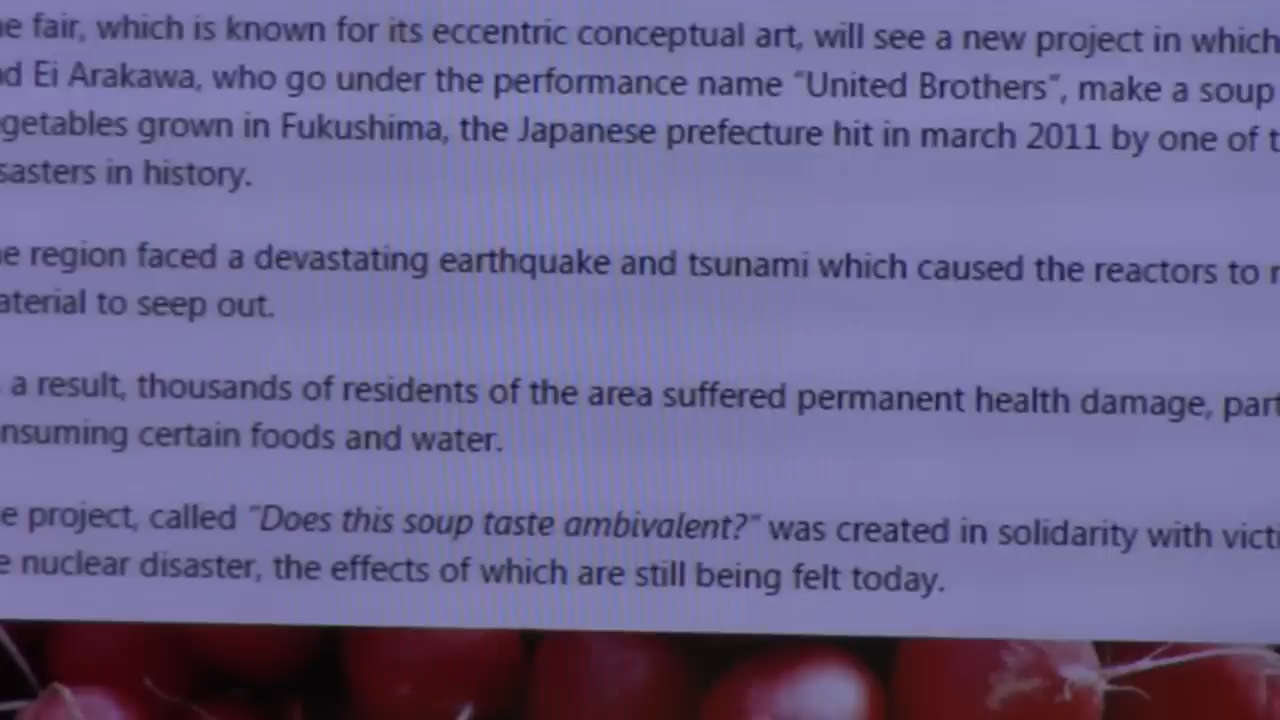 e fair, which is known for its eccentric conceptual art, will see a new project in which
d Ei Arakawa, who go under the performance name "United Brothers", make a soup
getables grown in Fukushima, the Japanese prefecture hit in march 2011 by one of t
sasters in history.
e region faced a devastating earthquake and tsunami which caused the reactors to
aterial to seep out.
a result, thousands of residents of the area suffered permanent health damage, part
nsuming certain foods and water.
e project, called "Does this soup taste ambivalent?" was created in solidarity with victi
e nuclear disaster, the effects of which are still being felt today.